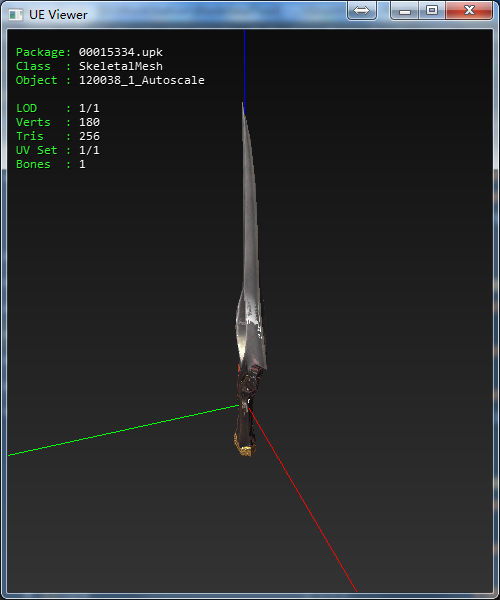 UE Viewer
Package: 00015334.upk
Class  : SkeletalMesh
Object : 120038_1_Autoscale
LOD    : 1/1
Verts  : 180
Tris   : 256
UV Set : 1/1
Bones  : 1